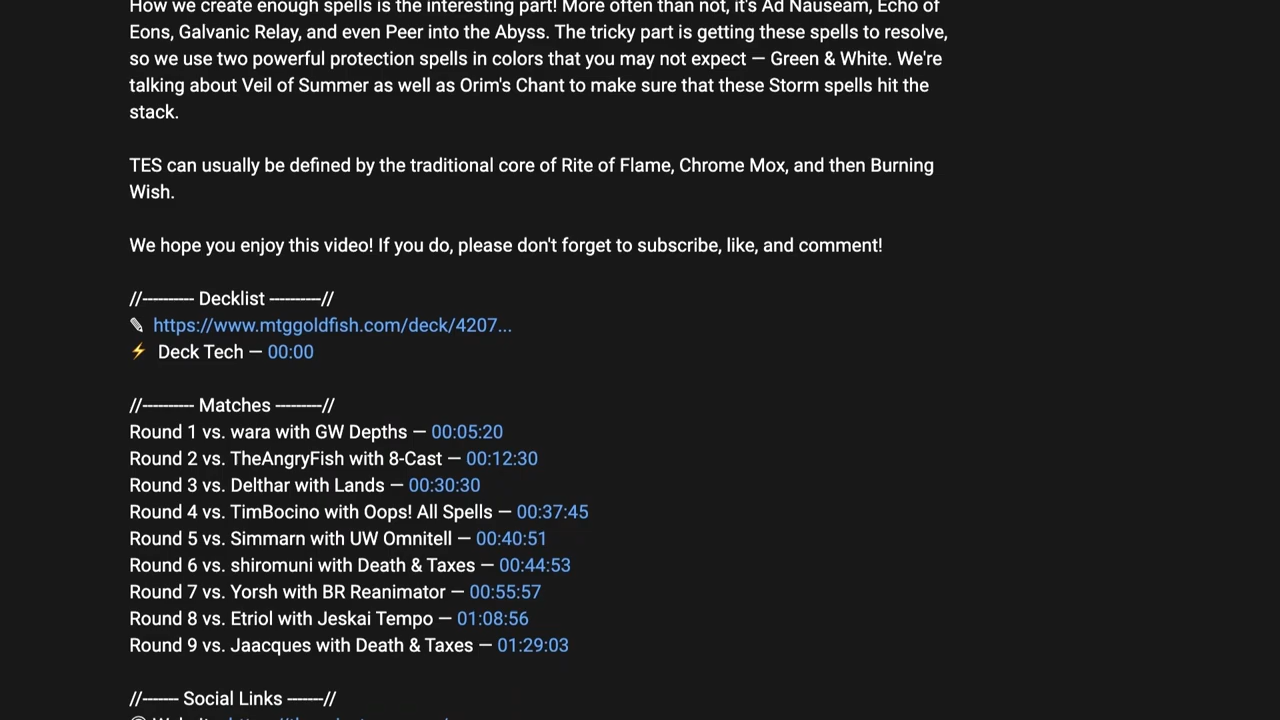 How we create enough spells is the interesting part! More often than not, it's Ad Nauseam, Echo of
Eons, Galvanic Relay, and even Peer into the Abyss. The tricky part is getting these spells to resolve,
so we use two powerful protection spells in colors that you may not expect — Green & White. We're
talking about Veil of Summer as well as Orim's Chant to make sure that these Storm spells hit the
stack.
TES can usually be defined by the traditional core of Rite of Flame, Chrome Mox, and then Burning
Wish.
We hope you enjoy this video! If you do, please don't forget to subscribe, like, and comment!
//---------- Decklist ----------//
✎ https://www.mtggoldfish.com/deck/4207...
⚡ Deck Tech — 00:00
//---------- Matches ---------//
Round 1 vs. wara with GW Depths — 00:05:20
Round 2 vs. TheAngryFish with 8-Cast — 00:12:30
Round 3 vs. Delthar with Lands — 00:30:30
Round 4 vs. TimBocino with Oops! All Spells — 00:37:45
Round 5 vs. Simmarn with UW Omnitell — 00:40:51
Round 6 vs. shiromuni with Death & Taxes — 00:44:53
Round 7 vs. Yorsh with BR Reanimator — 00:55:57
Round 8 vs. Etriol with Jeskai Tempo — 01:08:56
Round 9 vs. Jaacques with Death & Taxes — 01:29:03
//------- Social Links -------//